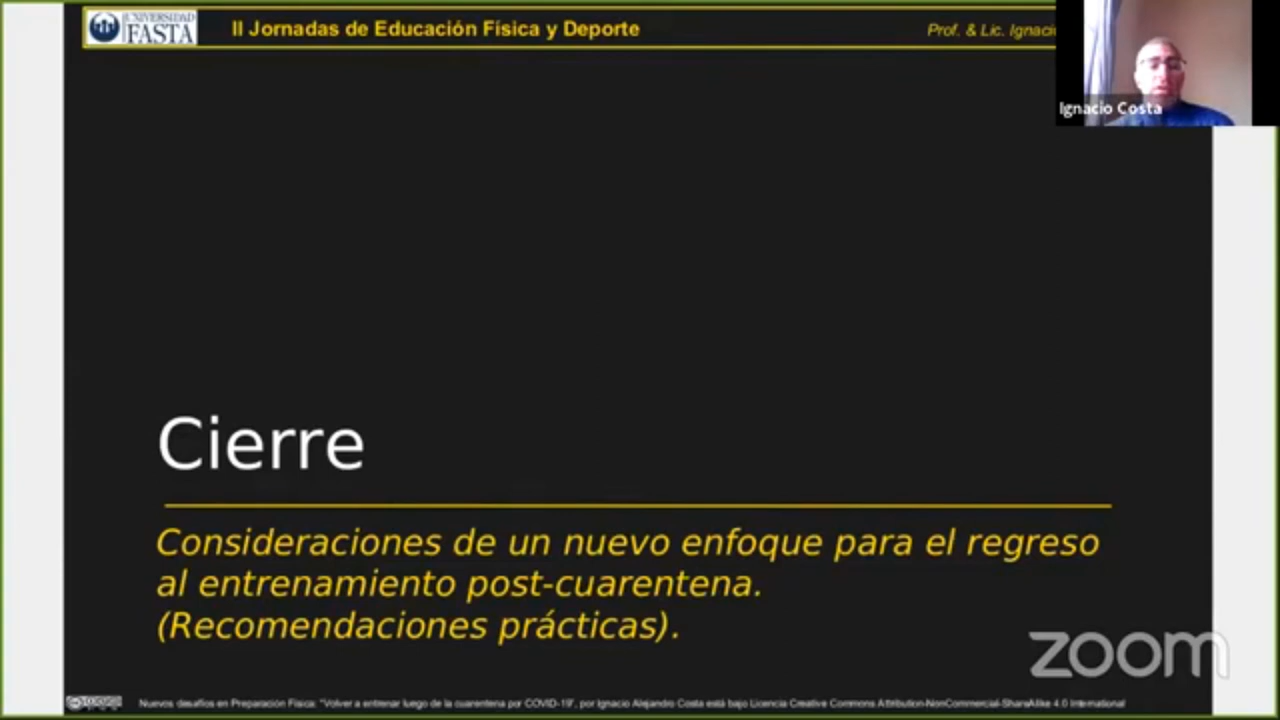 UNIVERSIDAD
FASTA
II Jornadas de Educación Física y Deporte
Prof. & Lic. Ignacio
Ignacio Costa
Cierre
Consideraciones de un nuevo enfoque para el regreso
al entrenamiento post-cuarentena.
(Recomendaciones prácticas).
zoom
Nuevos desafíos en Preparación Física: "Volver a entrenar luego de la cuarentena por COVID-19", por Ignacio Alejandro Costa está bajo Licencia Creative Commons Attribution-NonCommercial-ShareAlike 4.0 International